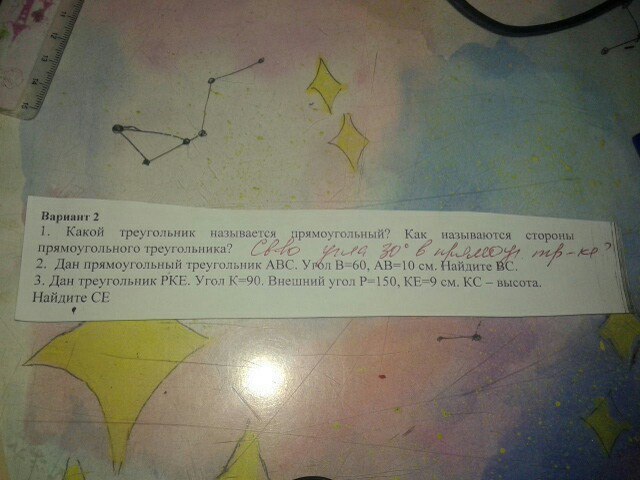 Вариант 2
1. Какой треугольник называется прямоугольный? Как называются стороны
прямоугольного треугольника? Св-во угла 30° в прямоуг. тр-ке?
2. Дан прямоугольный треугольник АВС. Угол В=60, АВ=10 см. Найдите ВС.
3. Дан треугольник РКЕ. Угол К=90. Внешний угол Р=150, КЕ=9 см. КС – высота.
Найдите СЕ